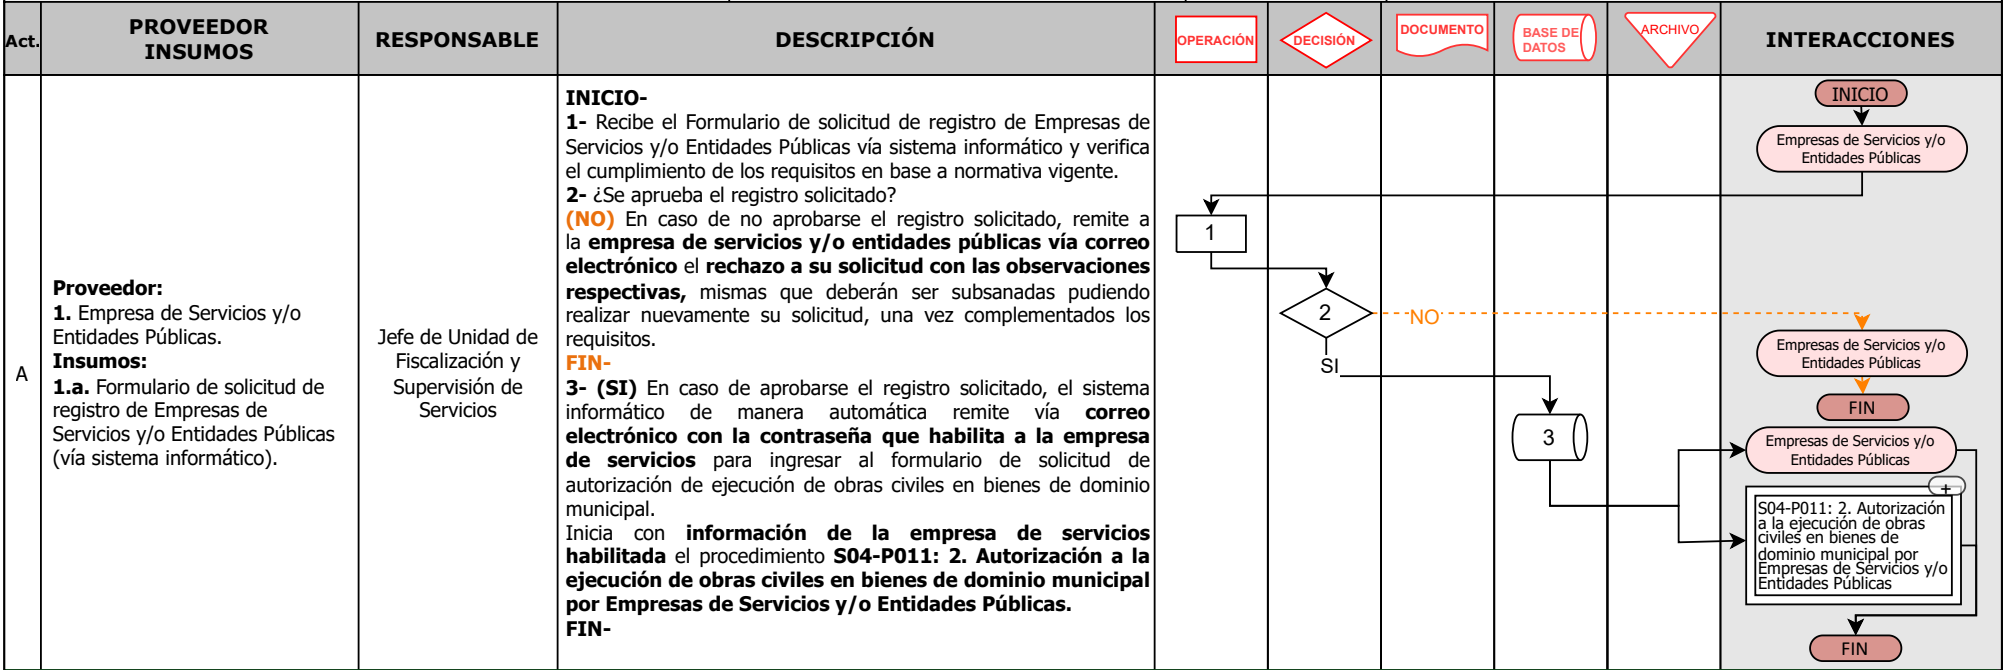 Act.
PROVEEDOR
INSUMOS
RESPONSABLE
DESCRIPCIÓN
OPERACIÓN
DECISIÓN
DOCUMENTO
BASE DE
DATOS
ARCHIVO
INTERACCIONES
A
Proveedor:
1. Empresa de Servicios y/o
Entidades Públicas.
Insumos:
1.a. Formulario de solicitud de
registro de Empresas de
Servicios y/o Entidades Públicas
(vía sistema informático).
Jefe de Unidad de
Fiscalización y
Supervisión de
Servicios
INICIO-
1- Recibe el Formulario de solicitud de registro de Empresas de
Servicios y/o Entidades Públicas vía sistema informático y verifica
el cumplimiento de los requisitos en base a normativa vigente.
2- ¿Se aprueba el registro solicitado?
(NO) En caso de no aprobarse el registro solicitado, remite a
la empresa de servicios y/o entidades públicas vía correo
electrónico el rechazo a su solicitud con las observaciones
respectivas, mismas que deberán ser subsanadas pudiendo
realizar nuevamente su solicitud, una vez complementados los
requisitos.
FIN-
3- (SI) En caso de aprobarse el registro solicitado, el sistema
informático de manera automática remite vía correo
electrónico con la contraseña que habilita a la empresa
de servicios para ingresar al formulario de solicitud de
autorización de ejecución de obras civiles en bienes de dominio
municipal.
Inicia con información de la empresa de servicios
habilitada el procedimiento S04-P011: 2. Autorización a la
ejecución de obras civiles en bienes de dominio municipal
por Empresas de Servicios y/o Entidades Públicas.
FIN-
1
2
NO
SI
3
INICIO
Empresas de Servicios y/o
Entidades Públicas
Empresas de Servicios y/o
Entidades Públicas
FIN
Empresas de Servicios y/o
Entidades Públicas
+
S04-P011: 2. Autorización
a la ejecución de obras
civiles en bienes de
dominio municipal por
Empresas de Servicios y/o
Entidades Públicas
FIN